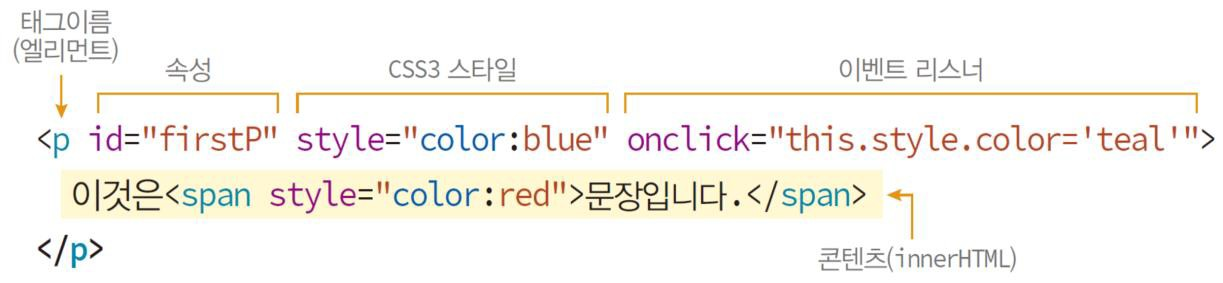 태그이름
(엘리먼트)
속성
CSS3 스타일
이벤트 리스너
<p id="firstP" style="color:blue" onclick="this.style.color='teal'">
이것은<span style="color:red">문장입니다.</span>
</p>
콘텐츠(innerHTML)